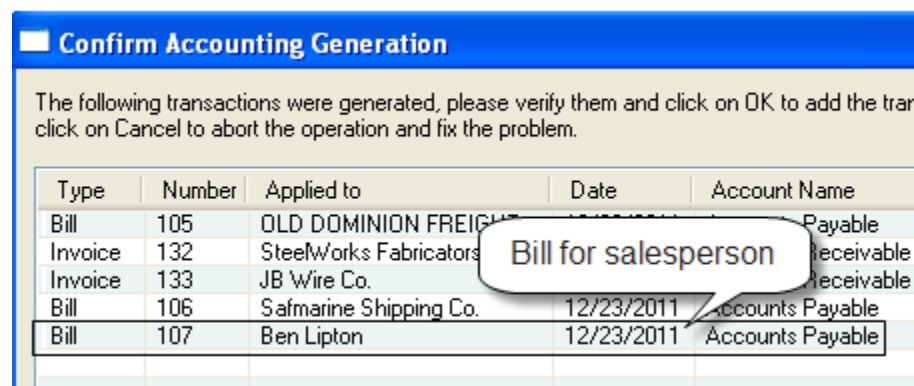 Confirm Accounting Generation
The following transactions were generated, please verify them and click on OK to add the
click on Cancel to abort the operation and fix the problem.
Type Number Applied to Date Account Name
Bill 105 OLD DOMINION Payable
Invoice 132 SteelWorks Fabricators Receivable
Invoice 133 JB Wire Co. Receivable
Bill for salesperson
Bill 106 Safmarine Shipping Co. 12/23/2011 Accounts Payable
Bill 107 Ben Lipton 12/23/2011 Accounts Payable